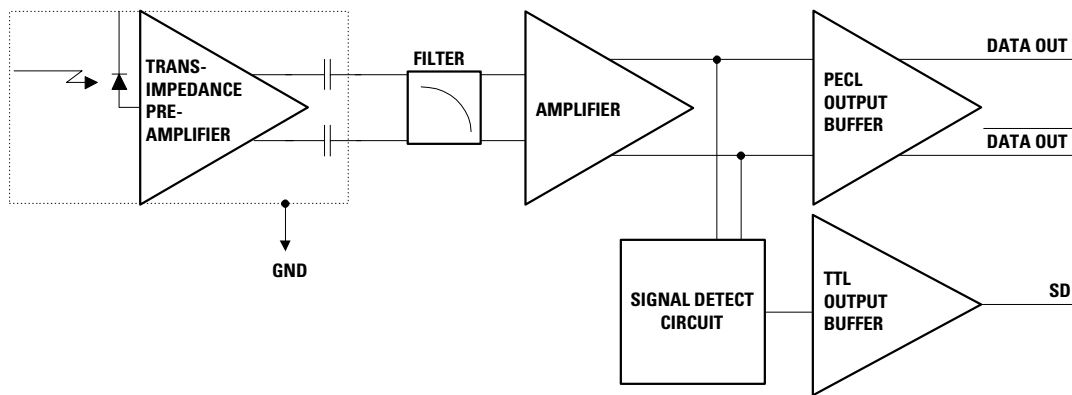 TRANS-
IMPEDANCE
PRE-
AMPLIFIER
GND
FILTER
AMPLIFIER
PECL
OUTPUT
BUFFER
DATA OUT
DATA OUT
SIGNAL DETECT
CIRCUIT
TTL
OUTPUT
BUFFER
SD